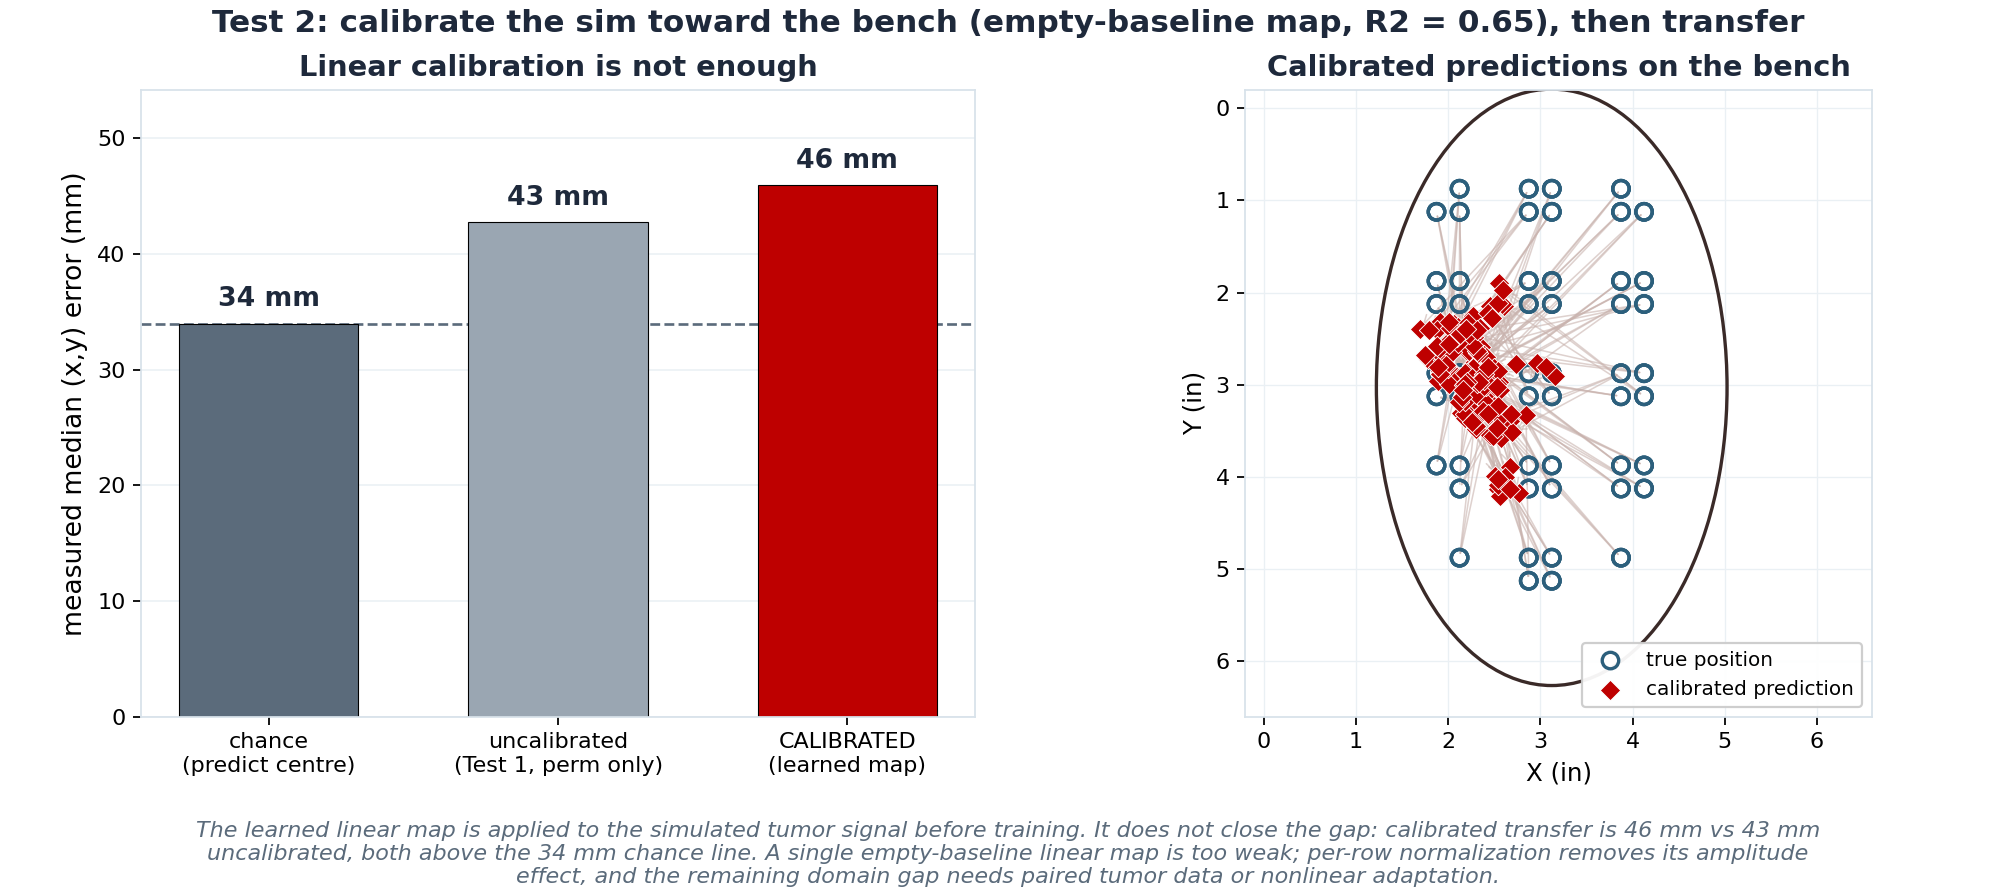 Test 2: calibrate the sim toward the bench (empty-baseline map, R2 = 0.65), then transfer
Linear calibration is not enough
measured median (x,y) error (mm)
50
40
30
20
10
0
34 mm
43 mm
46 mm
chance
(predict centre)
uncalibrated
(Test 1, perm only)
CALIBRATED
(learned map)
Calibrated predictions on the bench
Y (in)
0
1
2
3
4
5
6
true position
calibrated prediction
0
1
2
3
4
5
6
X (in)
The learned linear map is applied to the simulated tumor signal before training. It does not close the gap: calibrated transfer is 46 mm vs 43 mm
uncalibrated, both above the 34 mm chance line. A single empty-baseline linear map is too weak; per-row normalization removes its amplitude
effect, and the remaining domain gap needs paired tumor data or nonlinear adaptation.